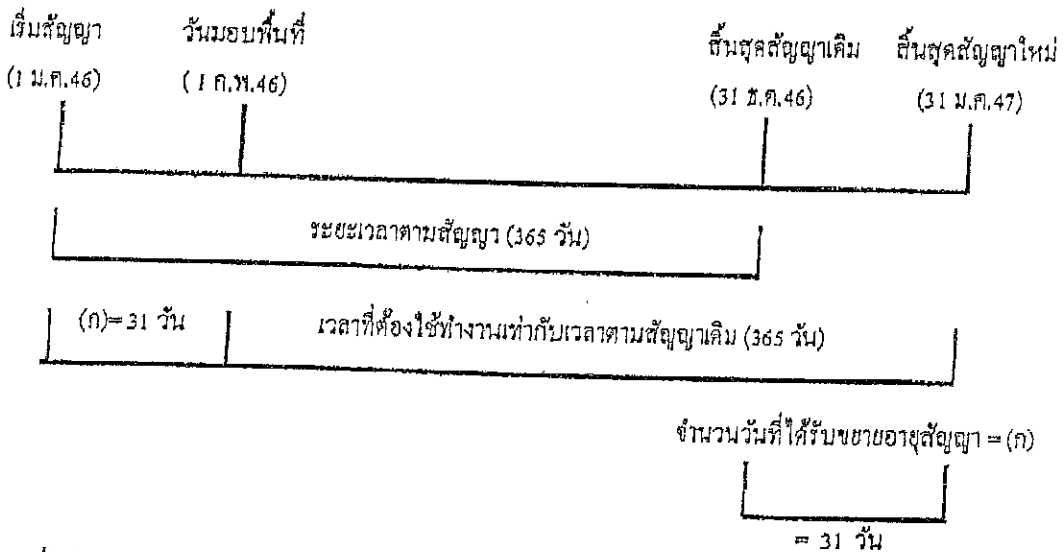 เริ่มสัญญา วันมอบพื้นที่ สิ้นสุดสัญญาเดิม สิ้นสุดสัญญาใหม่
(1 ม.ค.46) (1 ก.พ.46) (31 ธ.ค.46) (31 ม.ค.47)
ระยะเวลาตามสัญญา (365 วัน)
(ก)= 31 วัน เวลาที่ต้องใช้ทำงานเท่ากับเวลาตามสัญญาเดิม (365 วัน)
จำนวนวันที่ได้รับขยายอายุสัญญา = (ก)
= 31 วัน